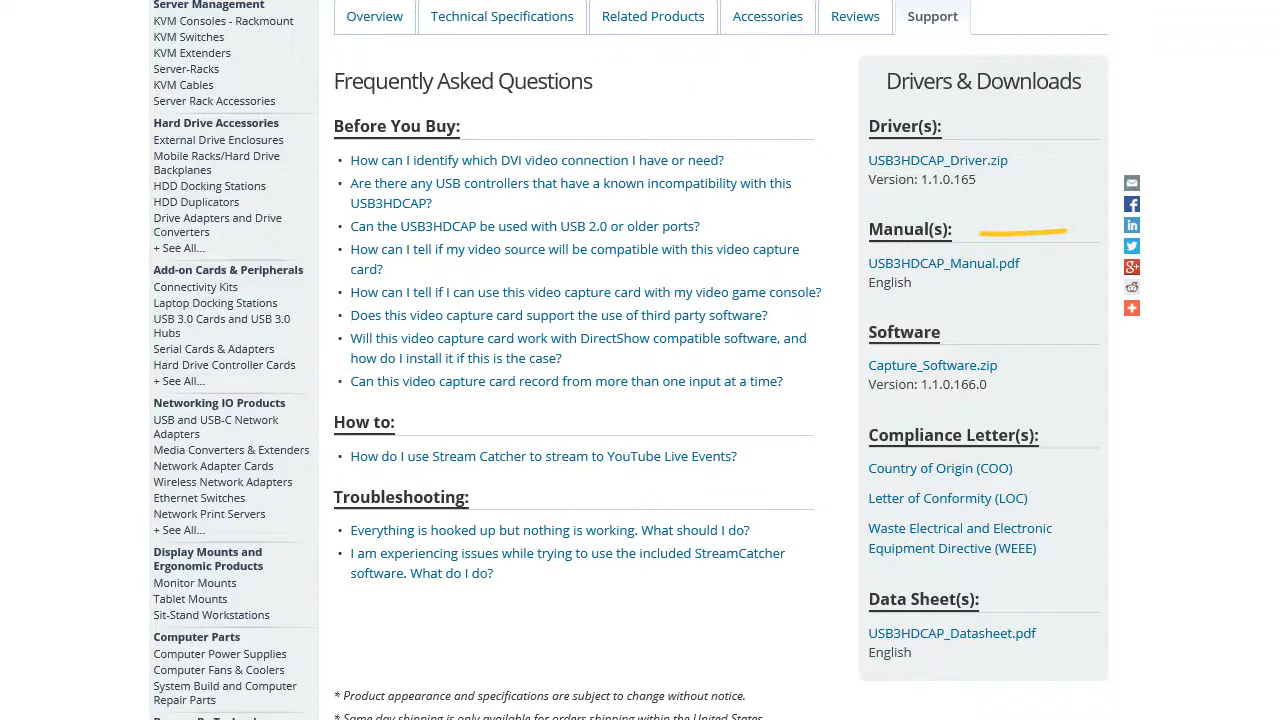 Server Management
KVM Consoles - Rackmount
KVM Switches
KVM Extenders
Server-Racks
KVM Cables
Server Rack Accessories
Hard Drive Accessories
External Drive Enclosures
Mobile Racks/Hard Drive
Backplanes
HDD Docking Stations
HDD Duplicators
Drive Adapters and Drive
Converters
+ See All...
Add-on Cards & Peripherals
Connectivity Kits
Laptop Docking Stations
USB 3.0 Cards and USB 3.0
Hubs
Serial Cards & Adapters
Hard Drive Controller Cards
+ See All...
Networking IO Products
USB and USB-C Network
Adapters
Media Converters & Extenders
Network Adapter Cards
Wireless Network Adapters
Ethernet Switches
Network Print Servers
+ See All...
Display Mounts and
Ergonomic Products
Monitor Mounts
Tablet Mounts
Sit-Stand Workstations
Computer Parts
Computer Power Supplies
Computer Fans & Coolers
System Build and Computer
Repair Parts
Overview
Technical Specifications
Related Products
Accessories
Reviews
Support
Frequently Asked Questions
Before You Buy:
• How can I identify which DVI video connection I have or need?
• Are there any USB controllers that have a known incompatibility with this
USB3HDCAP?
• Can the USB3HDCAP be used with USB 2.0 or older ports?
• How can I tell if my video source will be compatible with this video capture
card?
• How can I tell if I can use this video capture card with my video game console?
• Does this video capture card support the use of third party software?
• Will this video capture card work with DirectShow compatible software, and
how do I install it if this is the case?
• Can this video capture card record from more than one input at a time?
How to:
• How do I use Stream Catcher to stream to YouTube Live Events?
Troubleshooting:
• Everything is hooked up but nothing is working. What should I do?
• I am experiencing issues while trying to use the included StreamCatcher
software. What do I do?
* Product appearance and specifications are subject to change without notice.
* Same day shipping is only available for orders shipping within the United States
Drivers & Downloads
Driver(s):
USB3HDCAP_Driver.zip
Version: 1.1.0.165
Manual(s):
USB3HDCAP_Manual.pdf
English
Software
Capture_Software.zip
Version: 1.1.0.166.0
Compliance Letter(s):
Country of Origin (COO)
Letter of Conformity (LOC)
Waste Electrical and Electronic
Equipment Directive (WEEE)
Data Sheet(s):
USB3HDCAP_Datasheet.pdf
English